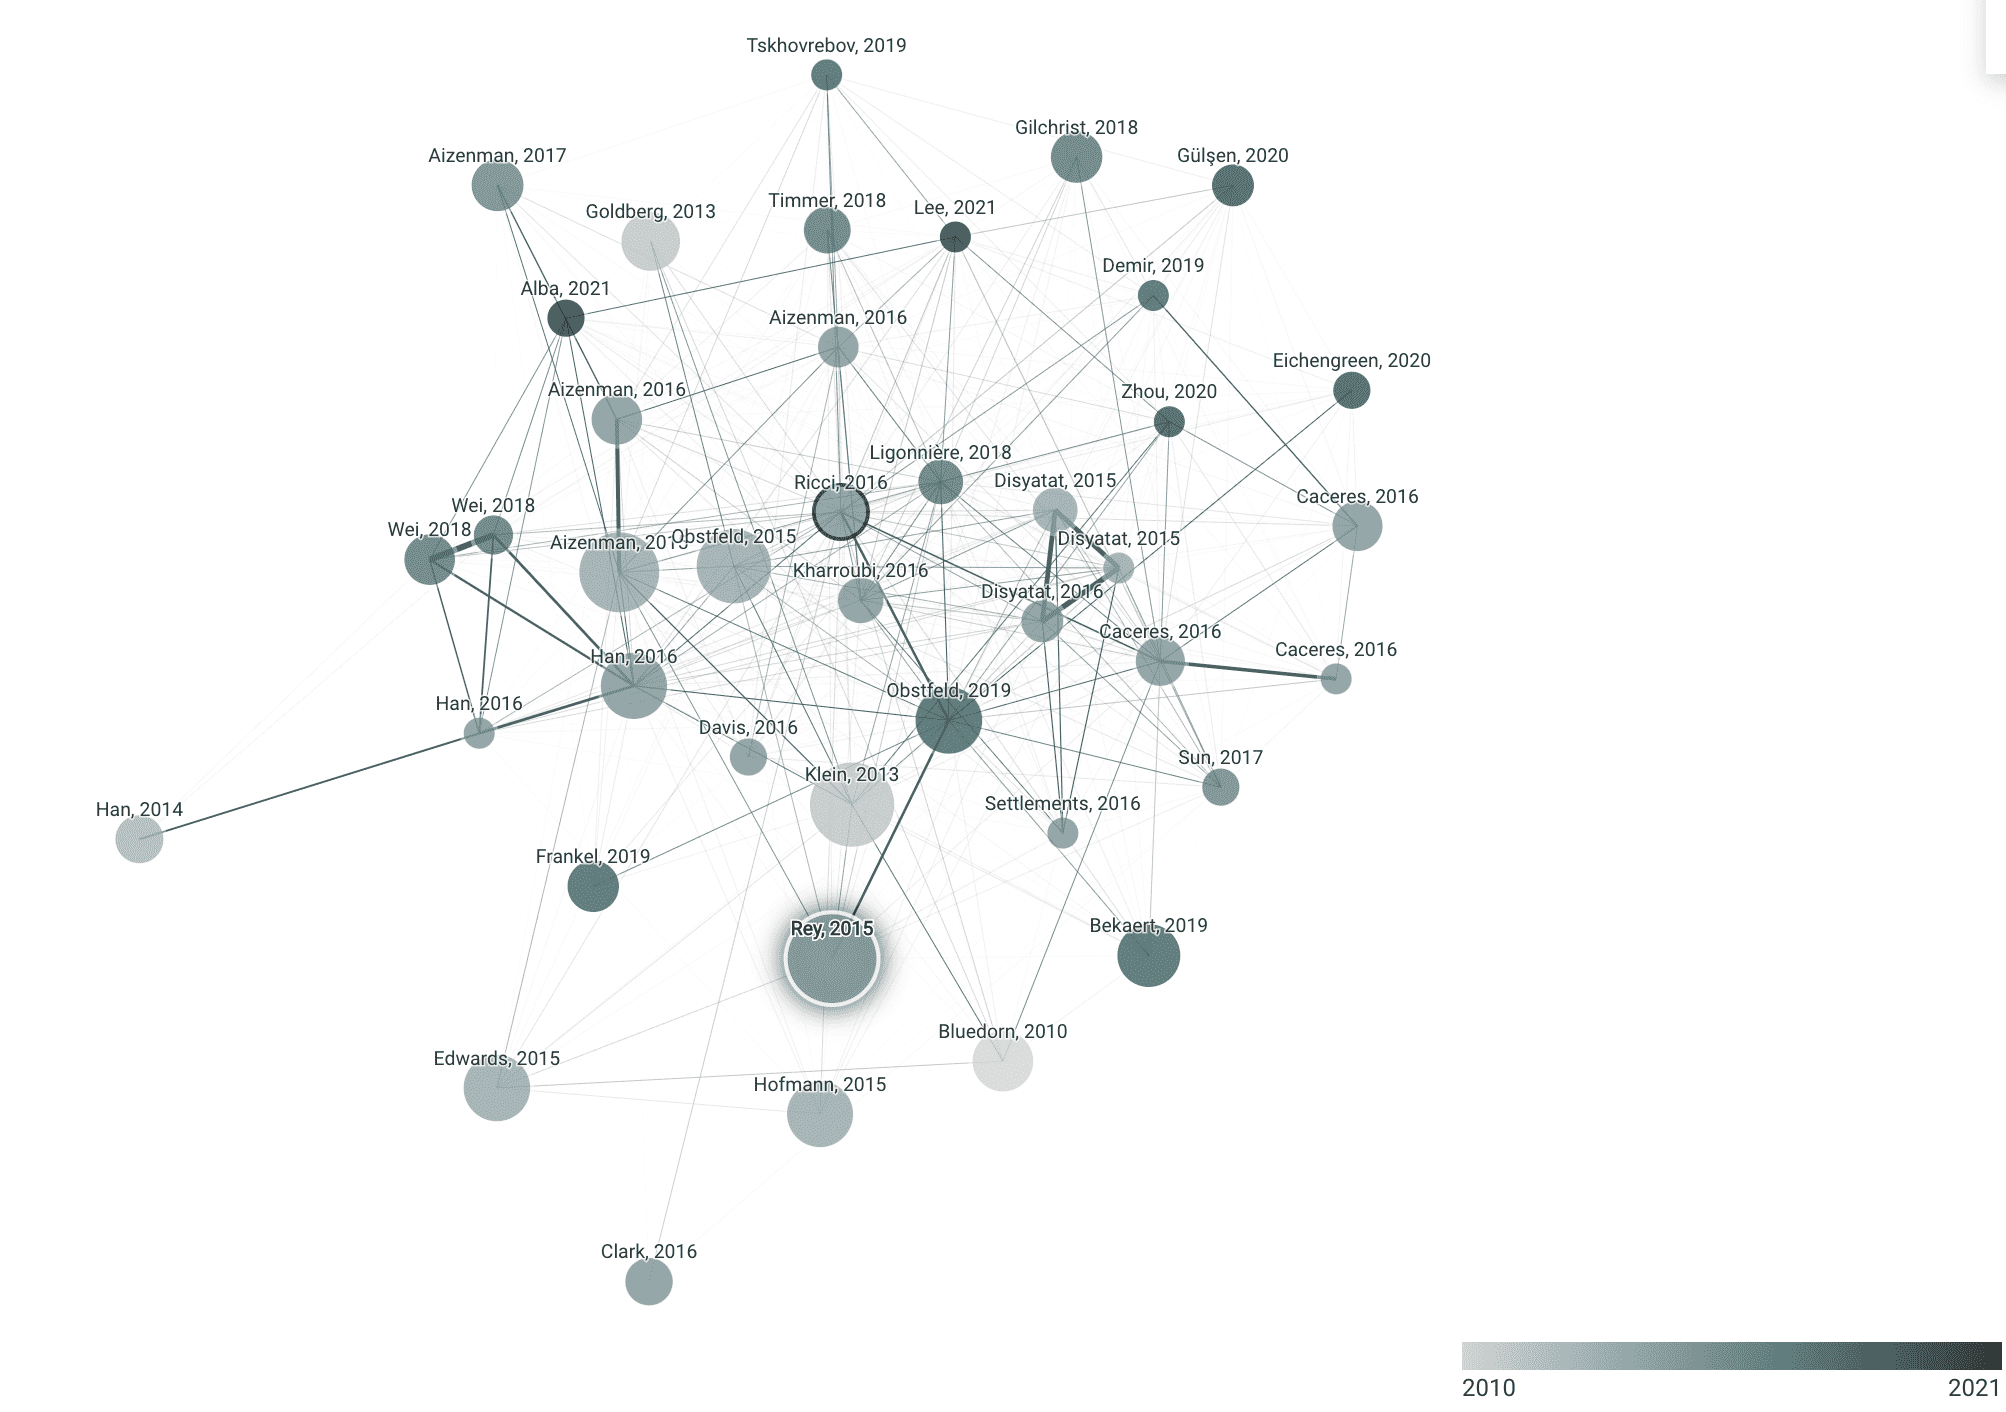 Tskhovrebov, 2019
Gilchrist, 2018
Aizenman, 2017
Gülşen, 2020
Timmer, 2018
Lee, 2021
Goldberg, 2013
Demir, 2019
Alba, 2021
Aizenman, 2016
Eichengreen, 2020
Aizenman, 2016
Zhou, 2020
Ligonnière, 2018
Ricci, 2016
Disyatat, 2015
Caceres, 2016
Wei, 2018
Wei, 2018
Obstfeld, 2015
Disyatat, 2015
Aizenman, 2015
Kharroubi, 2016
Disyatat, 2016
Caceres, 2016
Caceres, 2016
Han, 2016
Obstfeld, 2019
Han, 2016
Davis, 2016
Sun, 2017
Klein, 2013
Settlements, 2016
Han, 2014
Frankel, 2019
Rey, 2015
Bekaert, 2019
Bluedorn, 2010
Edwards, 2015
Hofmann, 2015
Clark, 2016
2010
2021